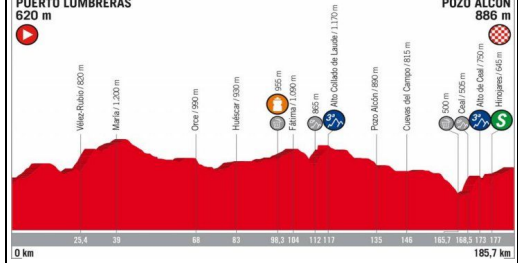 PUERTO LUMBRERAS
620 m
POZO ALCÓN
886 m
Vélez-Rubio / 820 m
María / 1.200 m
Orce / 990 m
Huéscar / 930 m
955 m
Fátima / 1.090 m
865 m
Alto Collado de Laude / 1.170 m
3ª
Pozo Alcón / 890 m
Cuevas del Campo / 815 m
500 m
Ceal / 505 m
Alto de Ceal / 750 m
3ª
Hinojares / 645 m
S
25,4
39
68
83
98,3
104
112
117
135
146
165,7
168,5
173
177
0 km
185,7 km